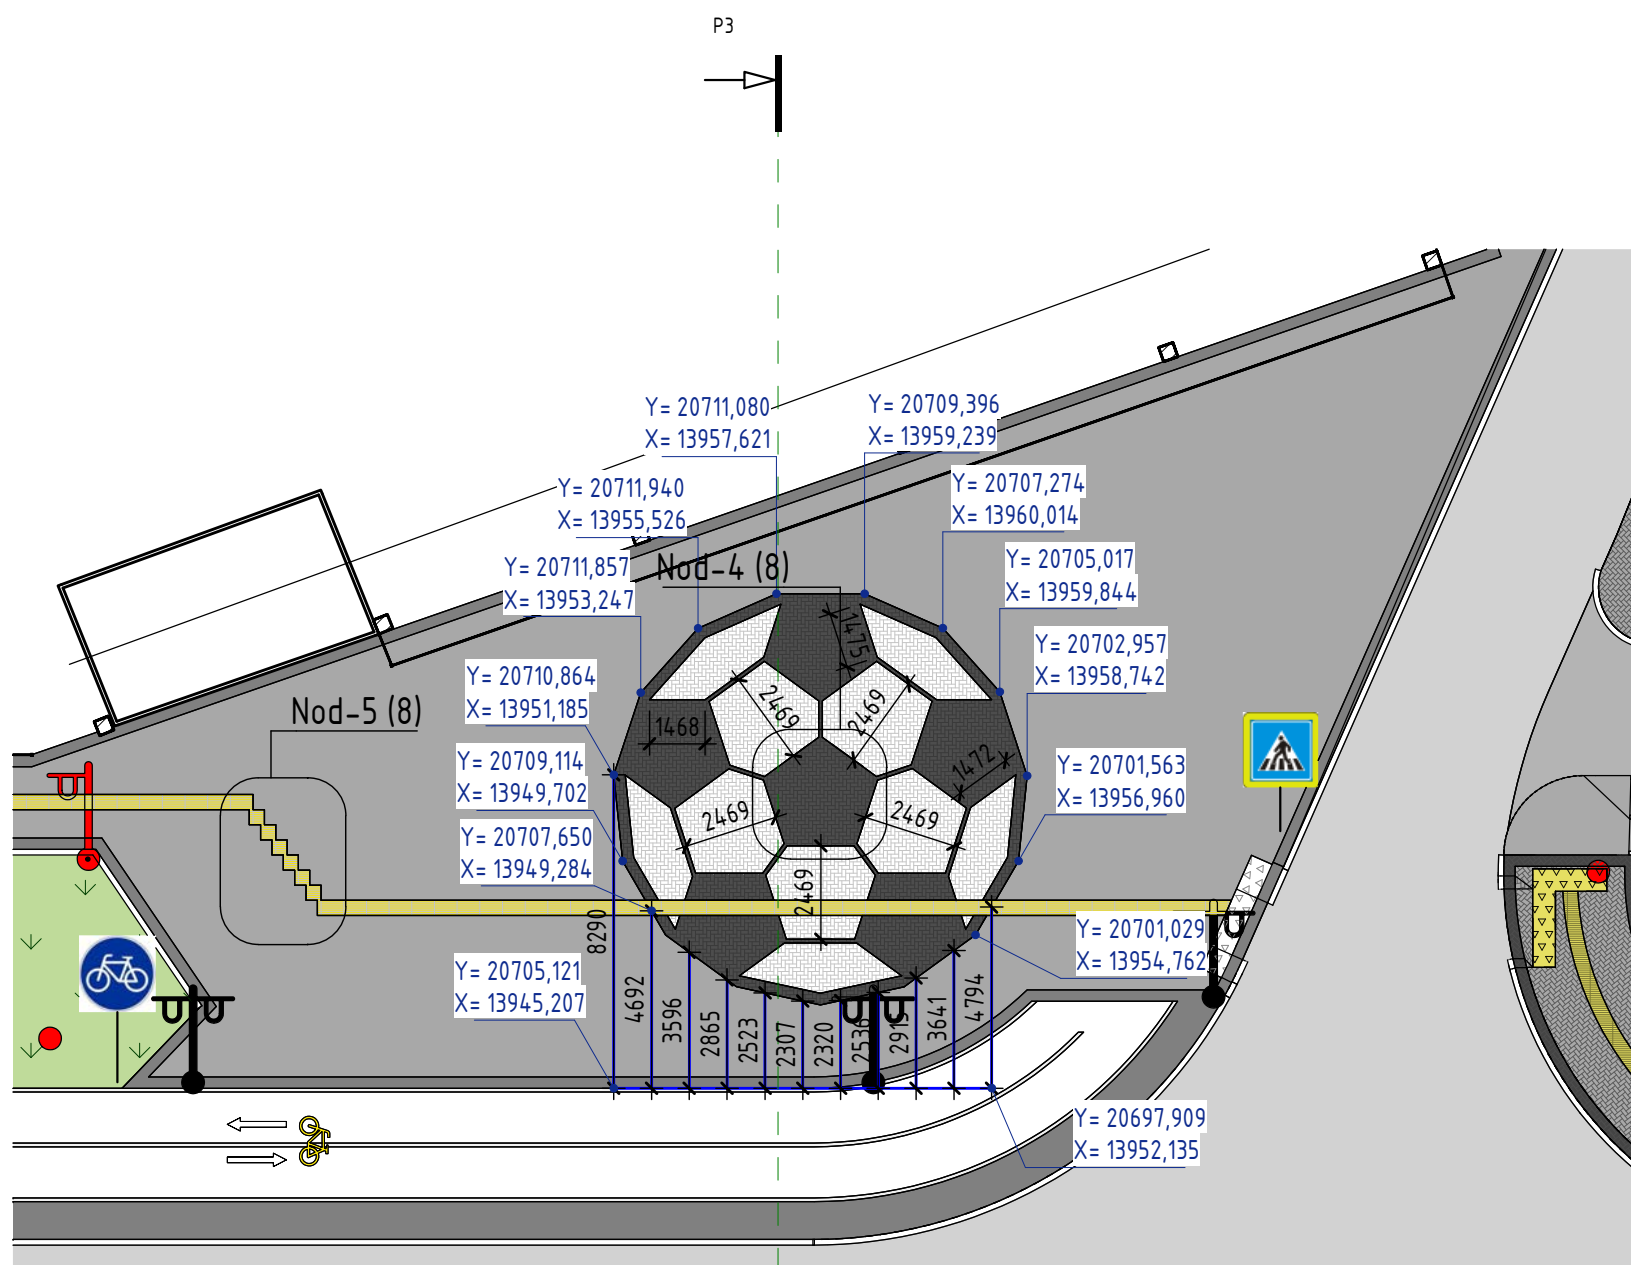 P3
Y= 20711,080
X= 13957,621
Y= 20709,396
X= 13959,239
Y= 20711,940
X= 13955,526
Y= 20707,274
X= 13960,014
Nod-4 (8)
Y= 20711,857
X= 13953,247
Y= 20705,017
X= 13959,844
1475
Y= 20702,957
X= 13958,742
Y= 20710,864
X= 13951,185
Nod-5 (8)
2469
2469
1468
Y= 20709,114
X= 13949,702
1472
Y= 20701,563
X= 13956,960
2469
2469
Y= 20707,650
X= 13949,284
2469
8290
Y= 20701,029
X= 13954,762
Y= 20705,121
X= 13945,207
4692
3596
2865
2523
2307
2320
3641
4794
Y= 20697,909
X= 13952,135